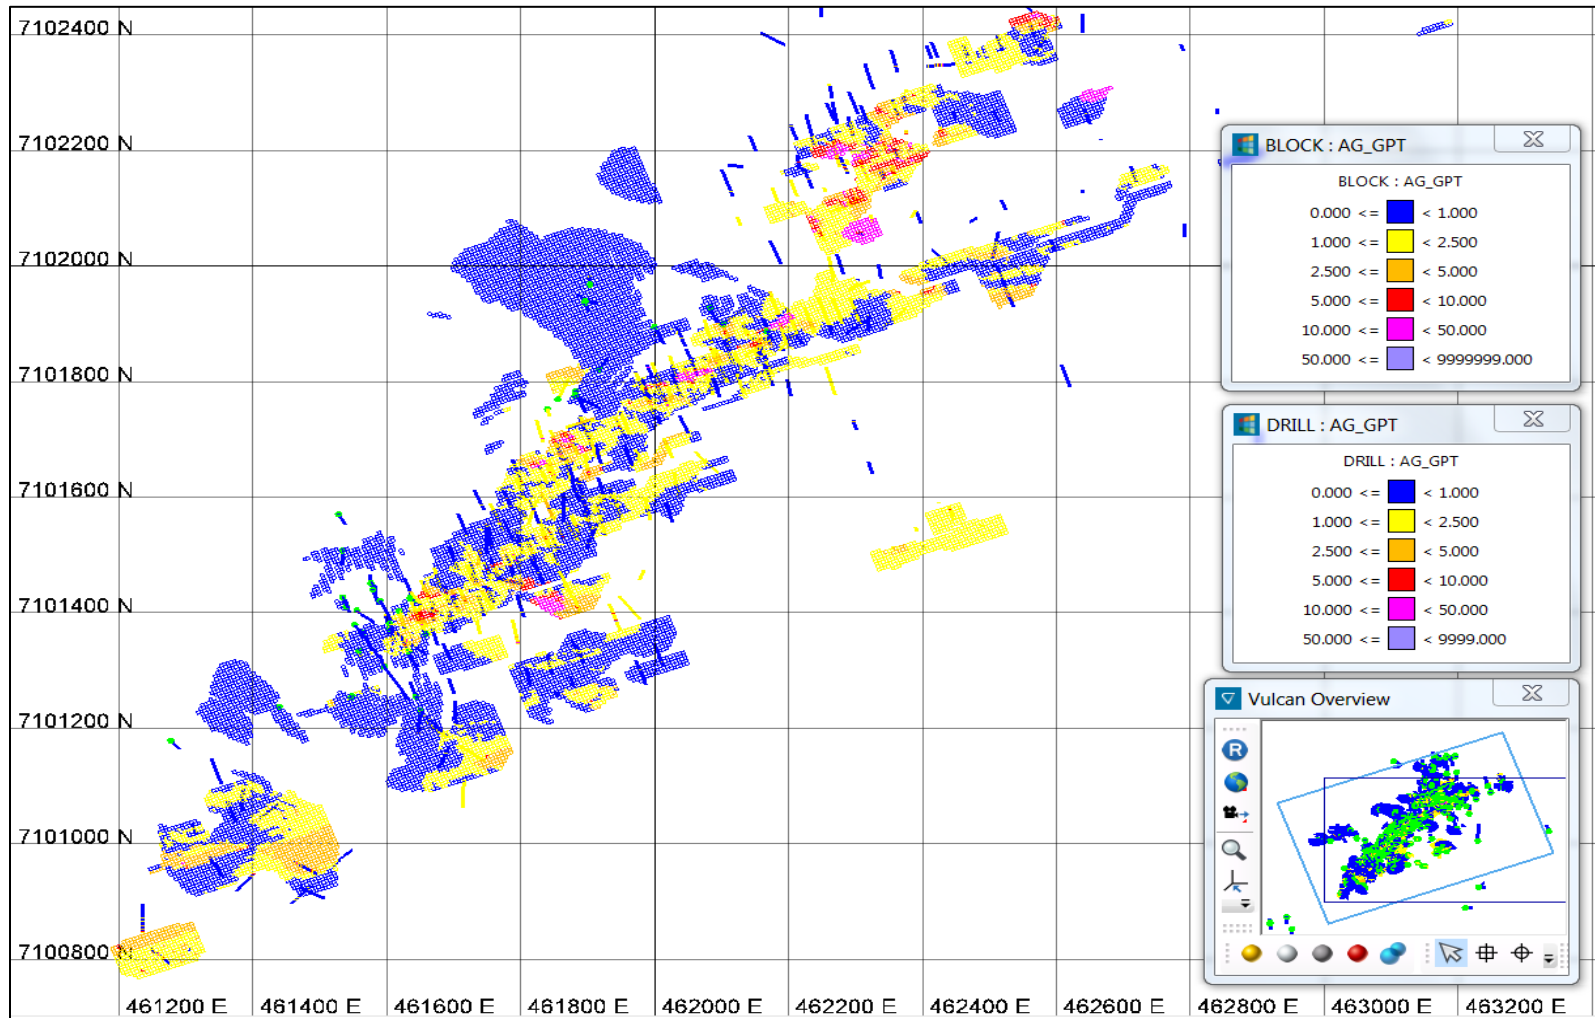 7102400 N
7102200 N
7102000 N
7101800 N
7101600 N
7101400 N
7101200 N
7101000 N
7100800 N
461200 E 461400 E 461600 E 461800 E 462000 E 462200 E 462400 E 462600 E 462800 E 463000 E 463200 E
BLOCK : AG_GPT
BLOCK : AG_GPT
0.000 <= < 1.000
1.000 <= < 2.500
2.500 <= < 5.000
5.000 <= < 10.000
10.000 <= < 50.000
50.000 <= < 9999999.000
DRILL : AG_GPT
DRILL : AG_GPT
0.000 <= < 1.000
1.000 <= < 2.500
2.500 <= < 5.000
5.000 <= < 10.000
10.000 <= < 50.000
50.000 <= < 9999.000
Vulcan Overview
R